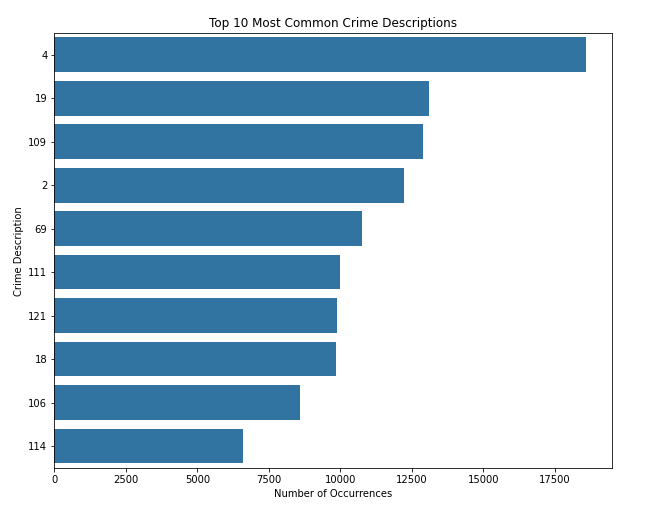 Top 10 Most Common Crime Descriptions
Crime Description
4
19
109
2
69
111
121
18
106
114
0 2500 5000 7500 10000 12500 15000 17500
Number of Occurrences